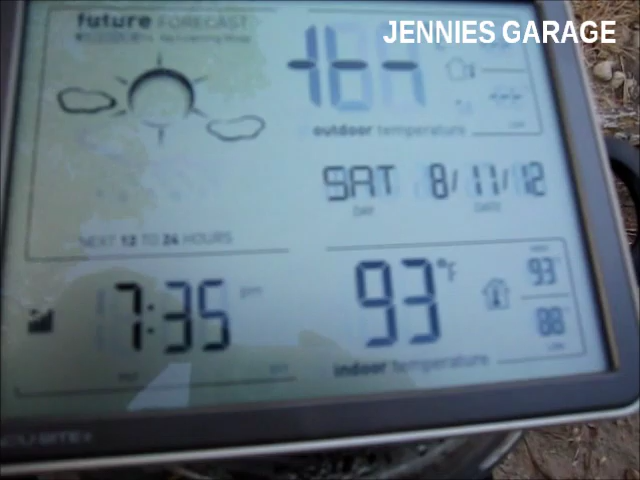 JENNIES GARAGE
future FORECAST
outdoor temperature
SAT 8/11/12
DAY DATE
NEXT 12 TO 24 HOURS
7:35 pm
93°F
93
88
indoor temperature